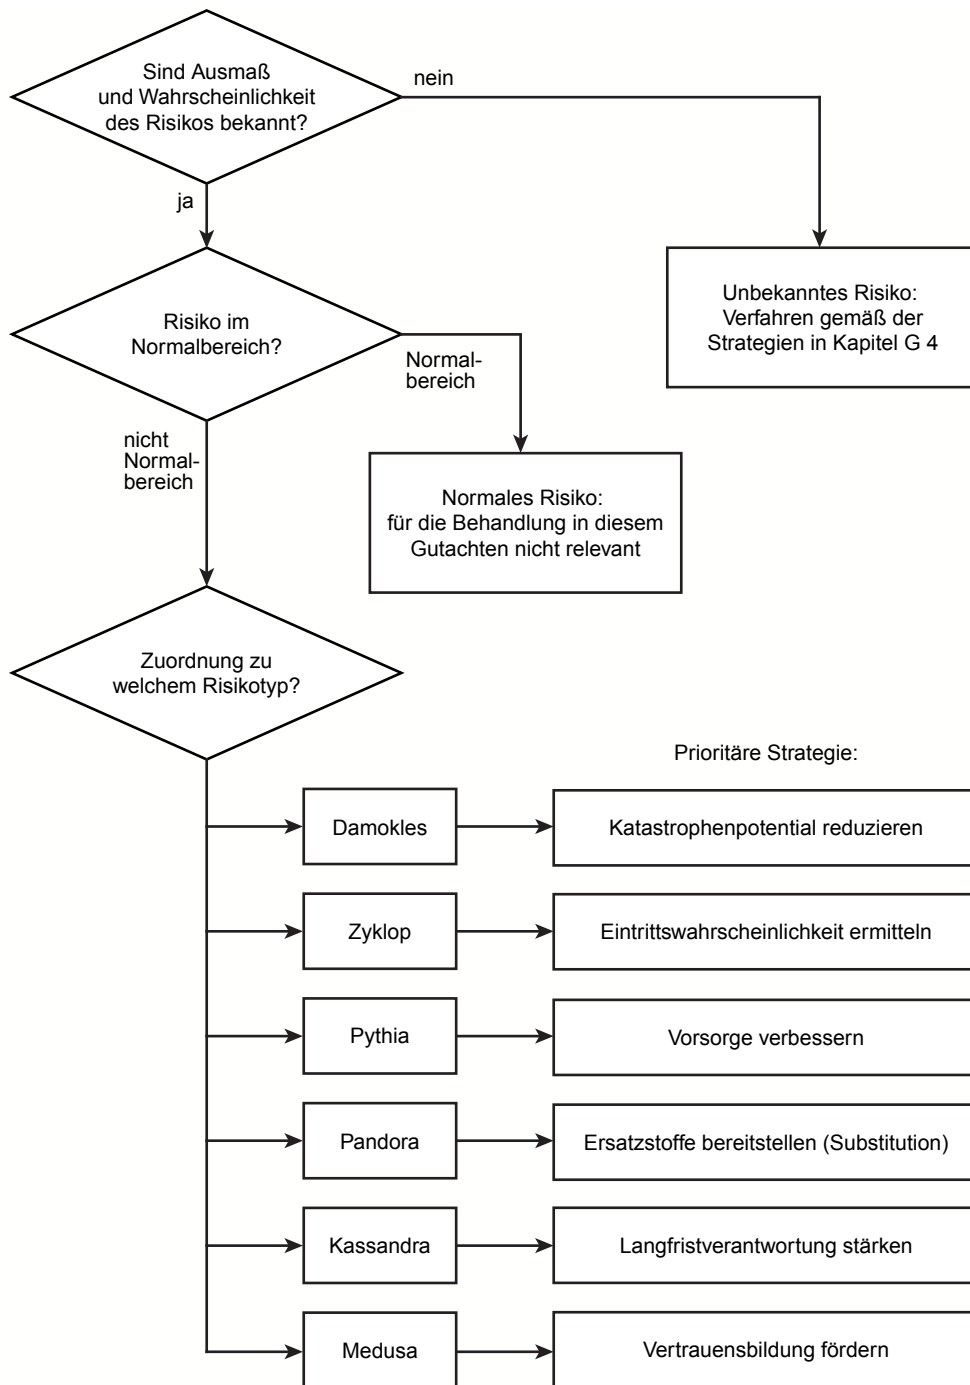 Sind Ausmaß
und Wahrscheinlichkeit
des Risikos bekannt?
nein
ja
Unbekanntes Risiko:
Verfahren gemäß der
Strategien in Kapitel G 4
Risiko im
Normalbereich?
Normal-
bereich
nicht
Normal-
bereich
Normales Risiko:
für die Behandlung in diesem
Gutachten nicht relevant
Zuordnung zu
welchem Risikotyp?
Prioritäre Strategie:
Damokles
Katastrophenpotential reduzieren
Zyklop
Eintrittswahrscheinlichkeit ermitteln
Pythia
Vorsorge verbessern
Pandora
Ersatzstoffe bereitstellen (Substitution)
Kassandra
Langfristverantwortung stärken
Medusa
Vertrauensbildung fördern